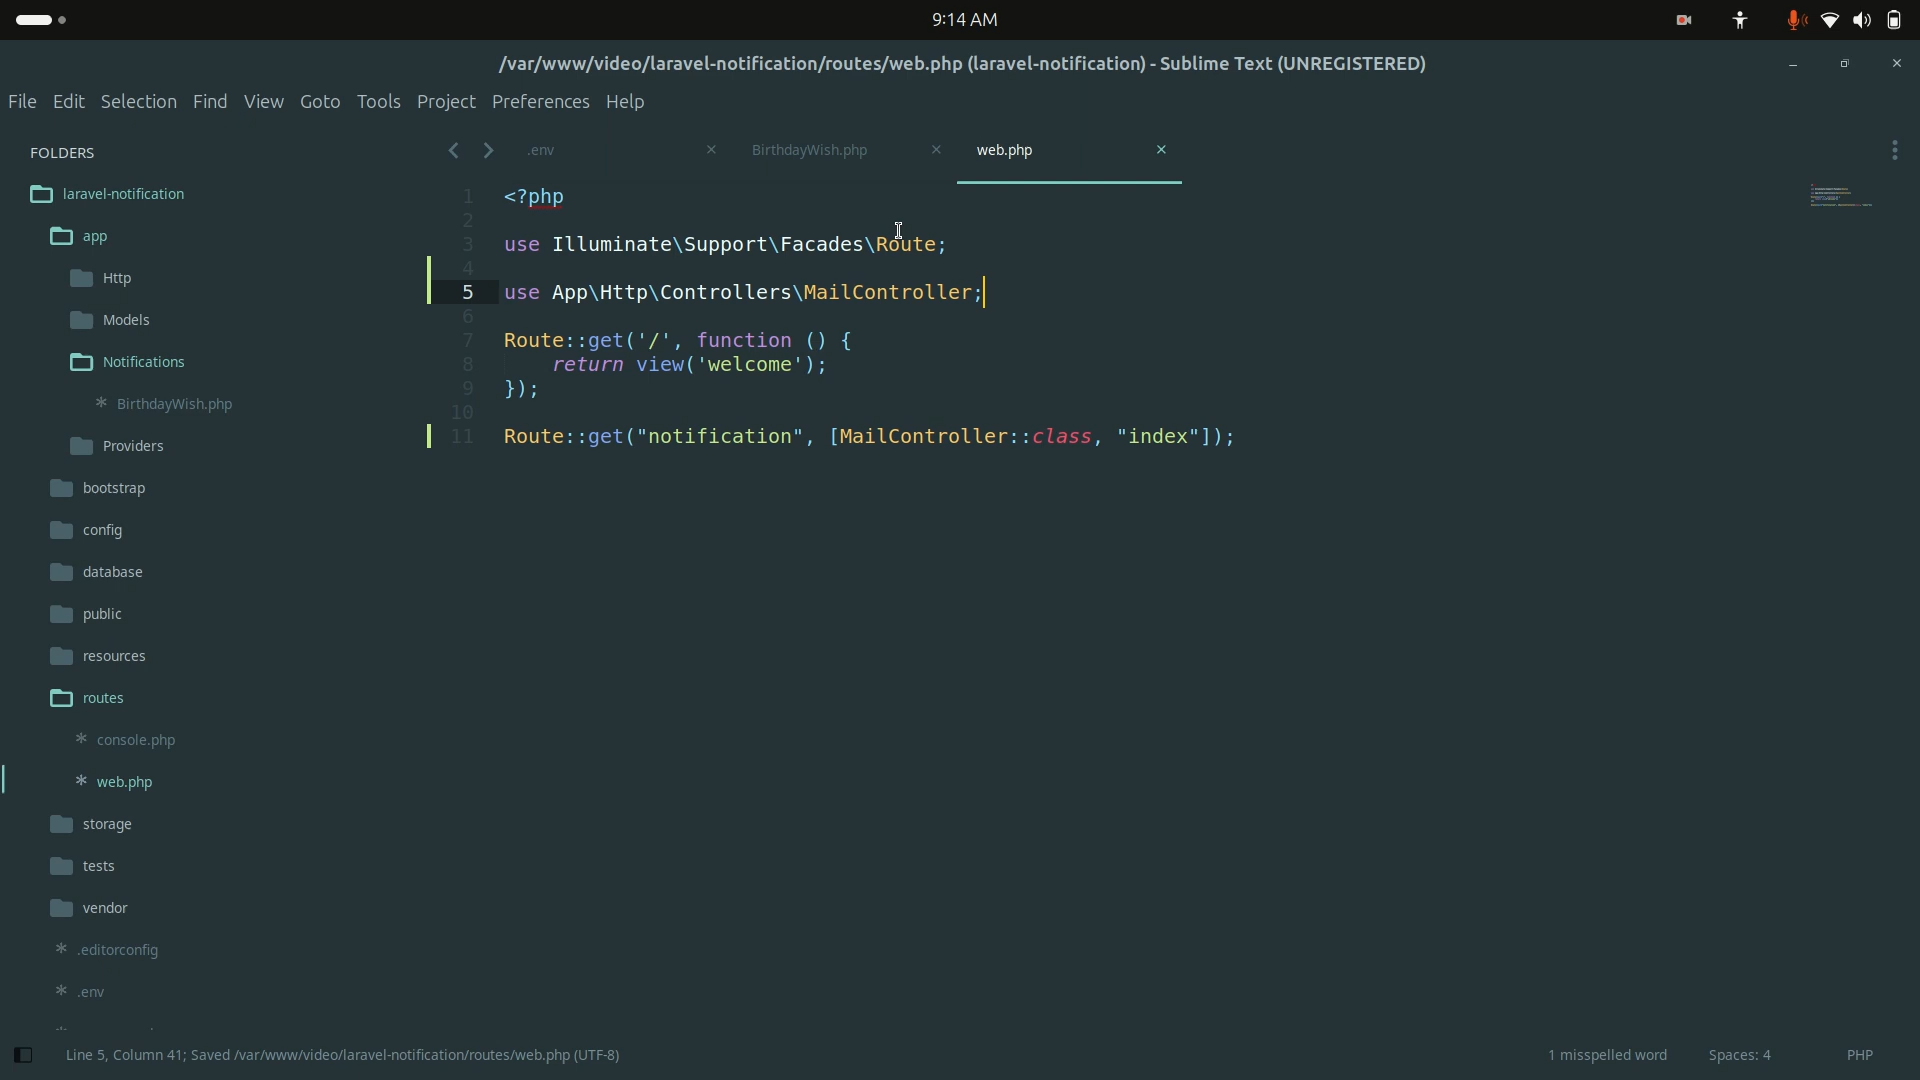 9:14 AM
/var/www/video/laravel-notification/routes/web.php (laravel-notification) - Sublime Text (UNREGISTERED)
File Edit Selection Find View Goto Tools Project Preferences Help
FOLDERS
laravel-notification
app
Http
Models
Notifications
BirthdayWish.php
Providers
bootstrap
config
database
public
resources
routes
console.php
web.php
storage
tests
vendor
.editorconfig
.env
.env BirthdayWish.php web.php
1 <?php
2
3 use Illuminate\Support\Facades\Route;
4
5 use App\Http\Controllers\MailController;
6
7 Route::get('/', function () {
8     return view('welcome');
9 });
10
11 Route::get("notification", [MailController::class, "index"]);
Line 5, Column 41; Saved /var/www/video/laravel-notification/routes/web.php (UTF-8) 1 misspelled word Spaces: 4 PHP